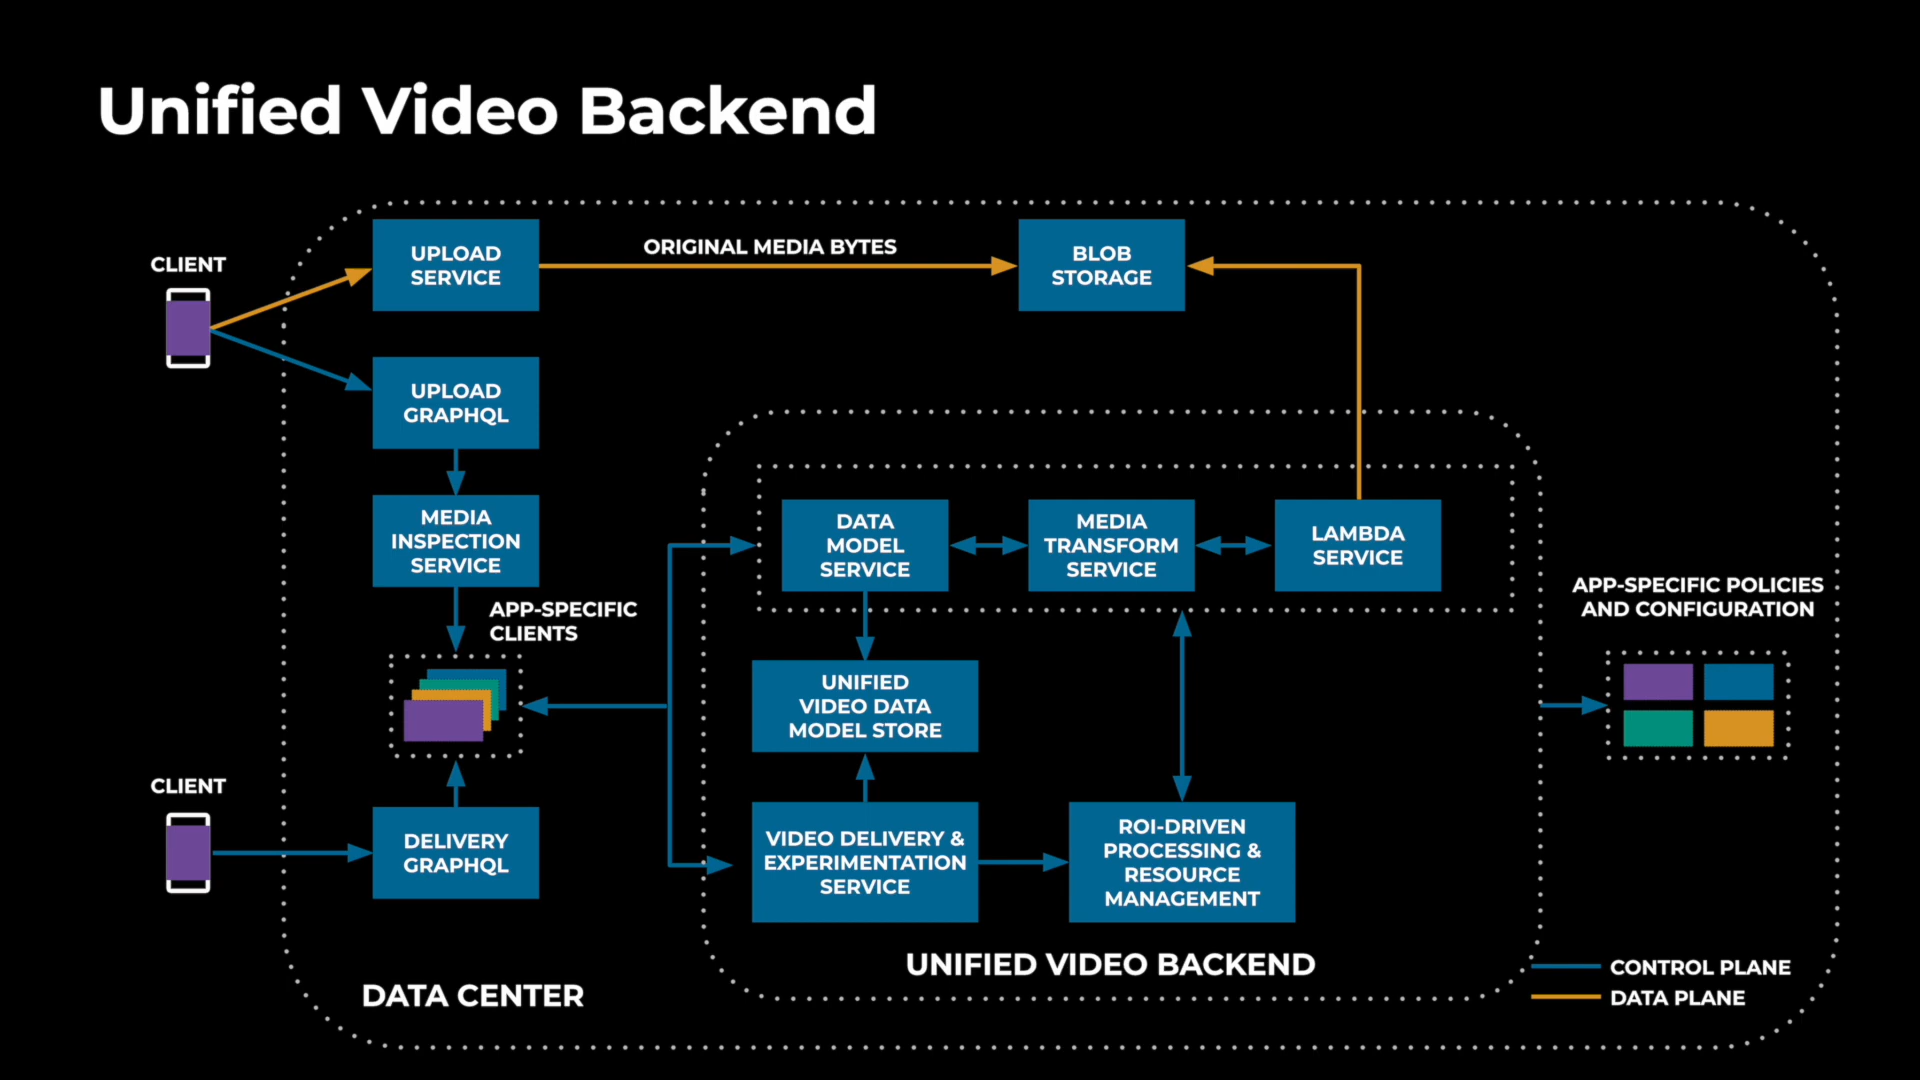 Unified Video Backend
CLIENT
UPLOAD
SERVICE
ORIGINAL MEDIA BYTES
BLOB
STORAGE
UPLOAD
GRAPHQL
MEDIA
INSPECTION
SERVICE
DATA
MODEL
SERVICE
MEDIA
TRANSFORM
SERVICE
LAMBDA
SERVICE
APP-SPECIFIC
CLIENTS
APP-SPECIFIC POLICIES
AND CONFIGURATION
UNIFIED
VIDEO DATA
MODEL STORE
CLIENT
DELIVERY
GRAPHQL
VIDEO DELIVERY &
EXPERIMENTATION
SERVICE
ROI-DRIVEN
PROCESSING &
RESOURCE
MANAGEMENT
UNIFIED VIDEO BACKEND
DATA CENTER
CONTROL PLANE
DATA PLANE